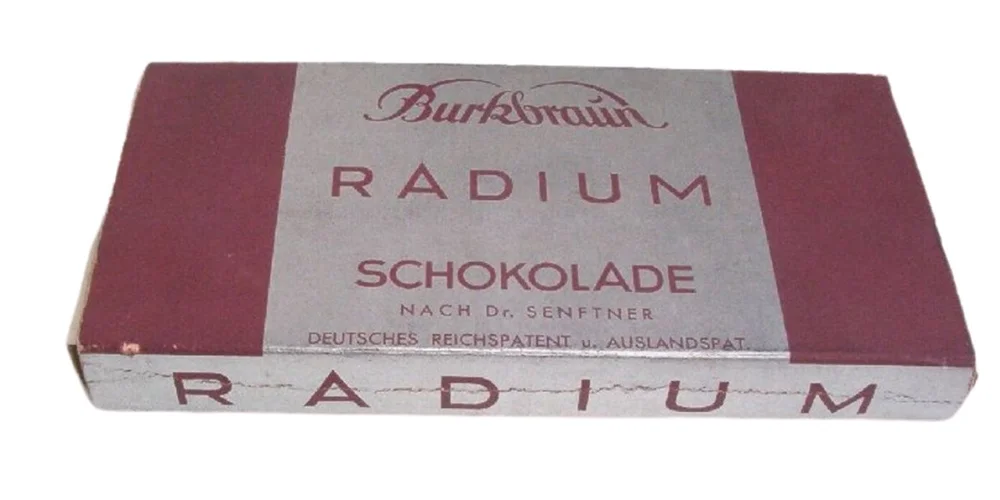 Burkbraun
RADIUM
SCHOKOLADE
NACH Dr. SENFTNER
DEUTSCHES REICHSPATENT u. AUSLANDSPAT.
RADIUM